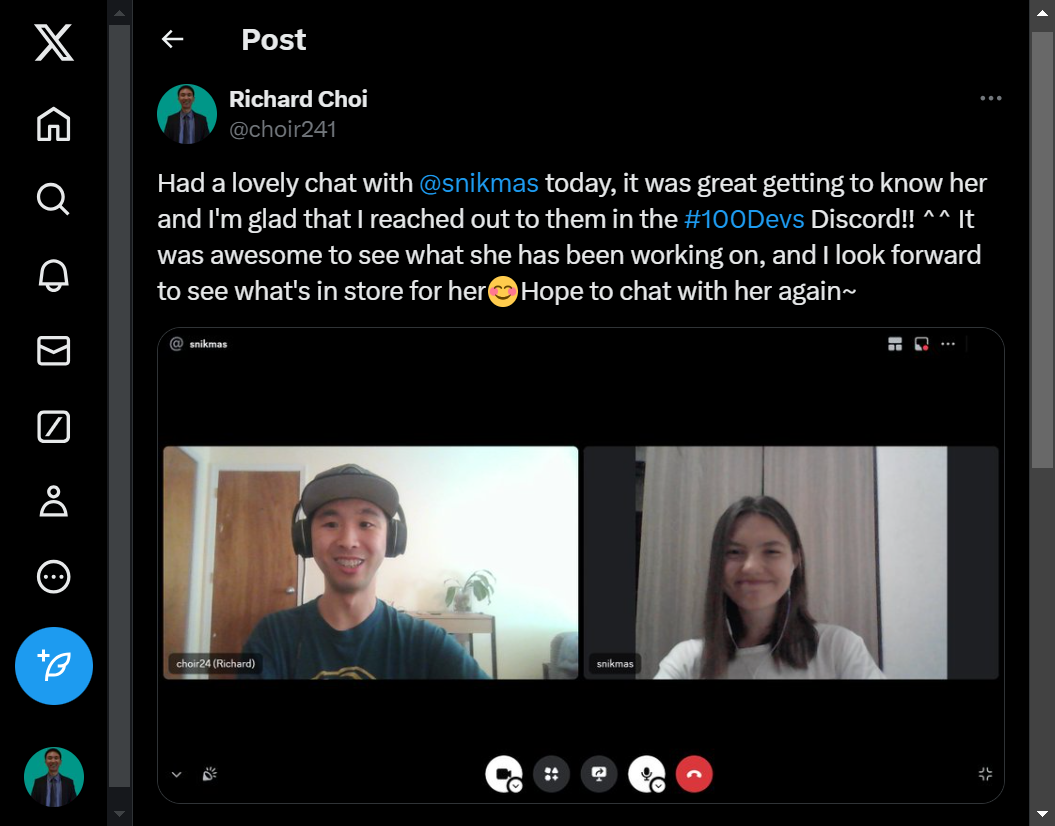 Post
Richard Choi
@choir241
Had a lovely chat with @snikmas today, it was great getting to know her
and I'm glad that I reached out to them in the #100Devs Discord!! ^^ It
was awesome to see what she has been working on, and I look forward
to see what's in store for her😊Hope to chat with her again~
@ snikmas
choir24 (Richard)
snikmas